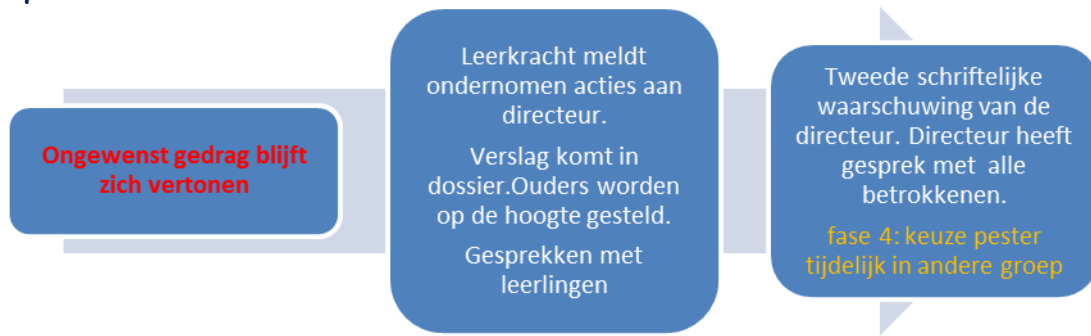 Ongewenst gedrag blijft
zich vertonen
Leerkracht meldt
ondernomen acties aan
directeur.
Verslag komt in
dossier.Ouders worden
op de hoogte gesteld.
Gesprekken met
leerlingen
Tweede schriftelijke
waarschuwing van de
directeur. Directeur heeft
gesprek met alle
betrokkenen.
fase 4: keuze pester
tijdelijk in andere groep